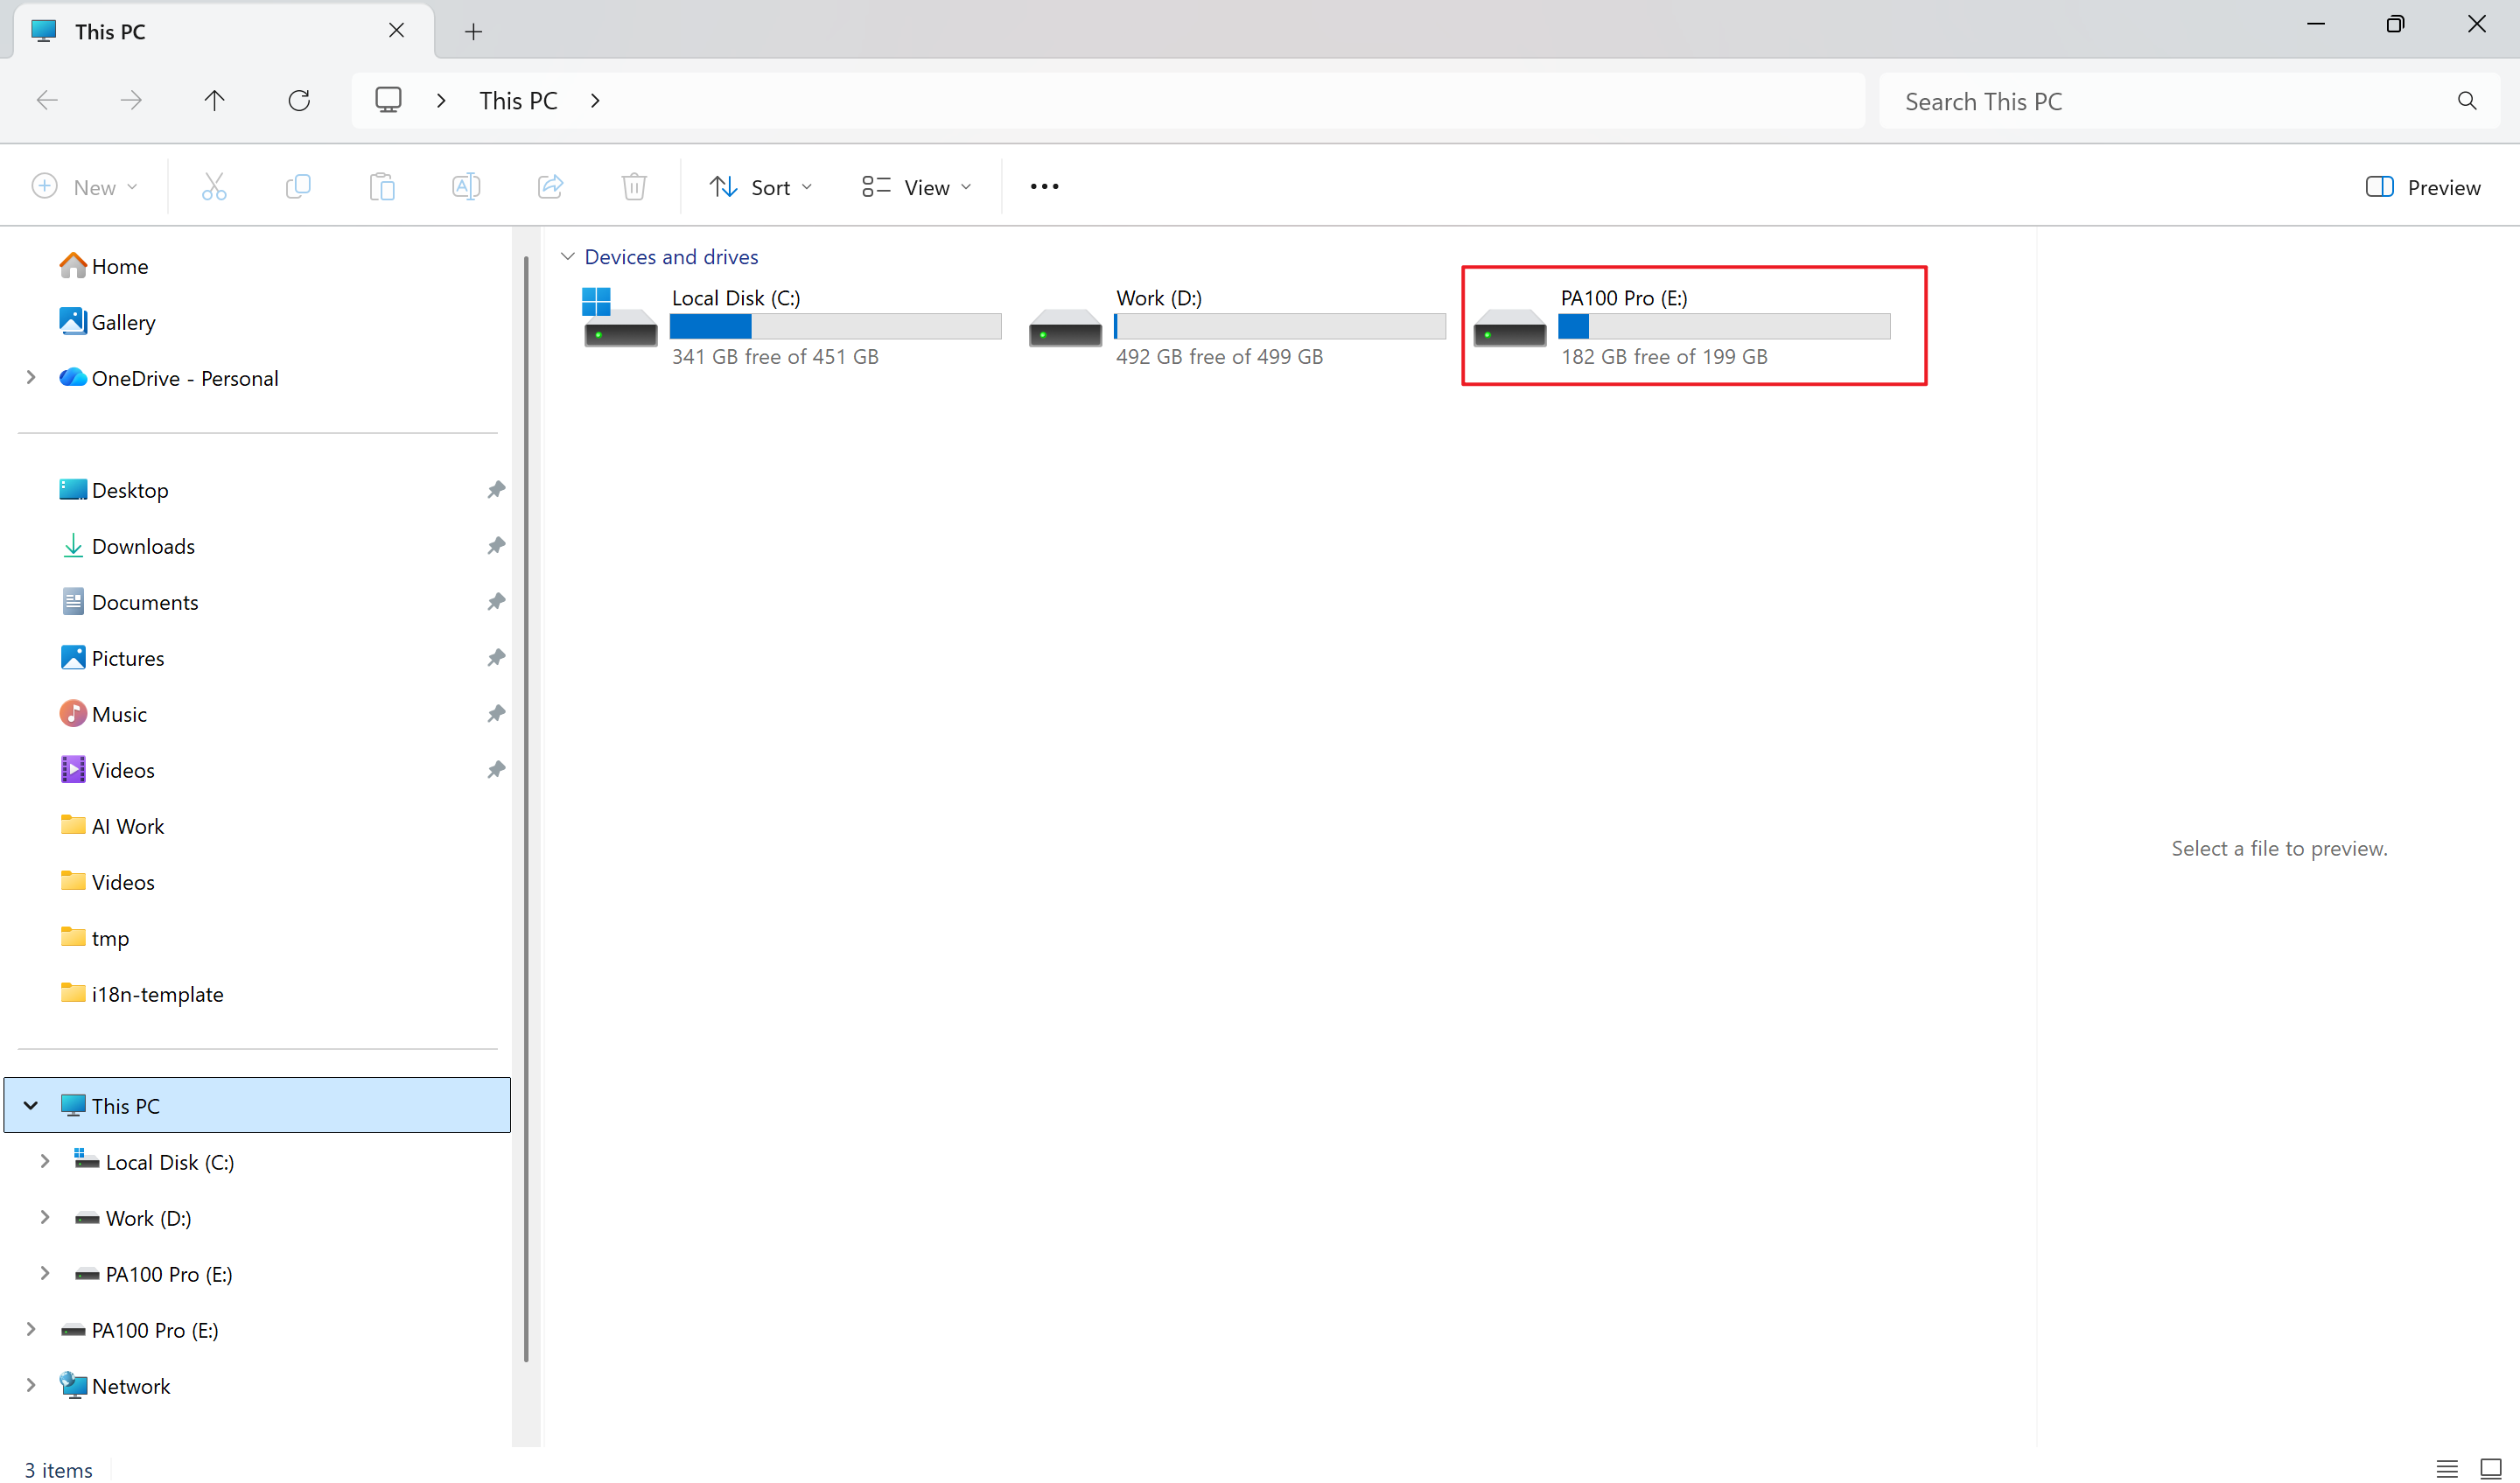 This PC
This PC
Search This PC
New
Sort
View
Preview
Home
Gallery
OneDrive - Personal
Desktop
Downloads
Documents
Pictures
Music
Videos
AI Work
Videos
tmp
i18n-template
This PC
Local Disk (C:)
Work (D:)
PA100 Pro (E:)
PA100 Pro (E:)
Network
Devices and drives
Local Disk (C:)
341 GB free of 451 GB
Work (D:)
492 GB free of 499 GB
PA100 Pro (E:)
182 GB free of 199 GB
Select a file to preview.
3 items